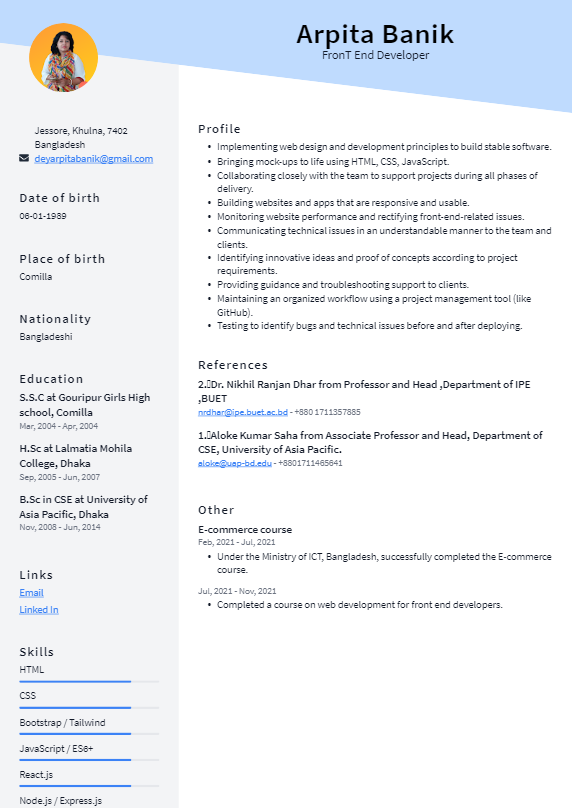 Arpita Banik
FronT End Developer
Jessore, Khulna, 7402
Bangladesh
deyarpitabanik@gmail.com
Date of birth
06-01-1989
Place of birth
Comilla
Nationality
Bangladeshi
Education
S.S.C at Gouripur Girls High
school, Comilla
Mar, 2004 - Apr, 2004
H.Sc at Lalmatia Mohila
College, Dhaka
Sep, 2005 - Jun, 2007
B.Sc in CSE at University of
Asia Pacific, Dhaka
Nov, 2008 - Jun, 2014
Links
Email
Linked In
Skills
HTML
CSS
Bootstrap / Tailwind
JavaScript / ES6+
React.js
Node.js / Express.js
Profile
• Implementing web design and development principles to build stable software.
• Bringing mock-ups to life using HTML, CSS, JavaScript.
• Collaborating closely with the team to support projects during all phases of
delivery.
• Building websites and apps that are responsive and usable.
• Monitoring website performance and rectifying front-end-related issues.
• Communicating technical issues in an understandable manner to the team and
clients.
• Identifying innovative ideas and proof of concepts according to project
requirements.
• Providing guidance and troubleshooting support to clients.
• Maintaining an organized workflow using a project management tool (like
GitHub).
• Testing to identify bugs and technical issues before and after deploying.
References
2.▯Dr. Nikhil Ranjan Dhar from Professor and Head ,Department of IPE
,BUET
nrdhar@ipe.buet.ac.bd - +880 1711357885
1.▯Aloke Kumar Saha from Associate Professor and Head, Department of
CSE, University of Asia Pacific.
aloke@uap-bd.edu - +8801711465641
Other
E-commerce course
Feb, 2021 - Jul, 2021
• Under the Ministry of ICT, Bangladesh, successfully completed the E-commerce
course.
Jul, 2021 - Nov, 2021
• Completed a course on web development for front end developers.